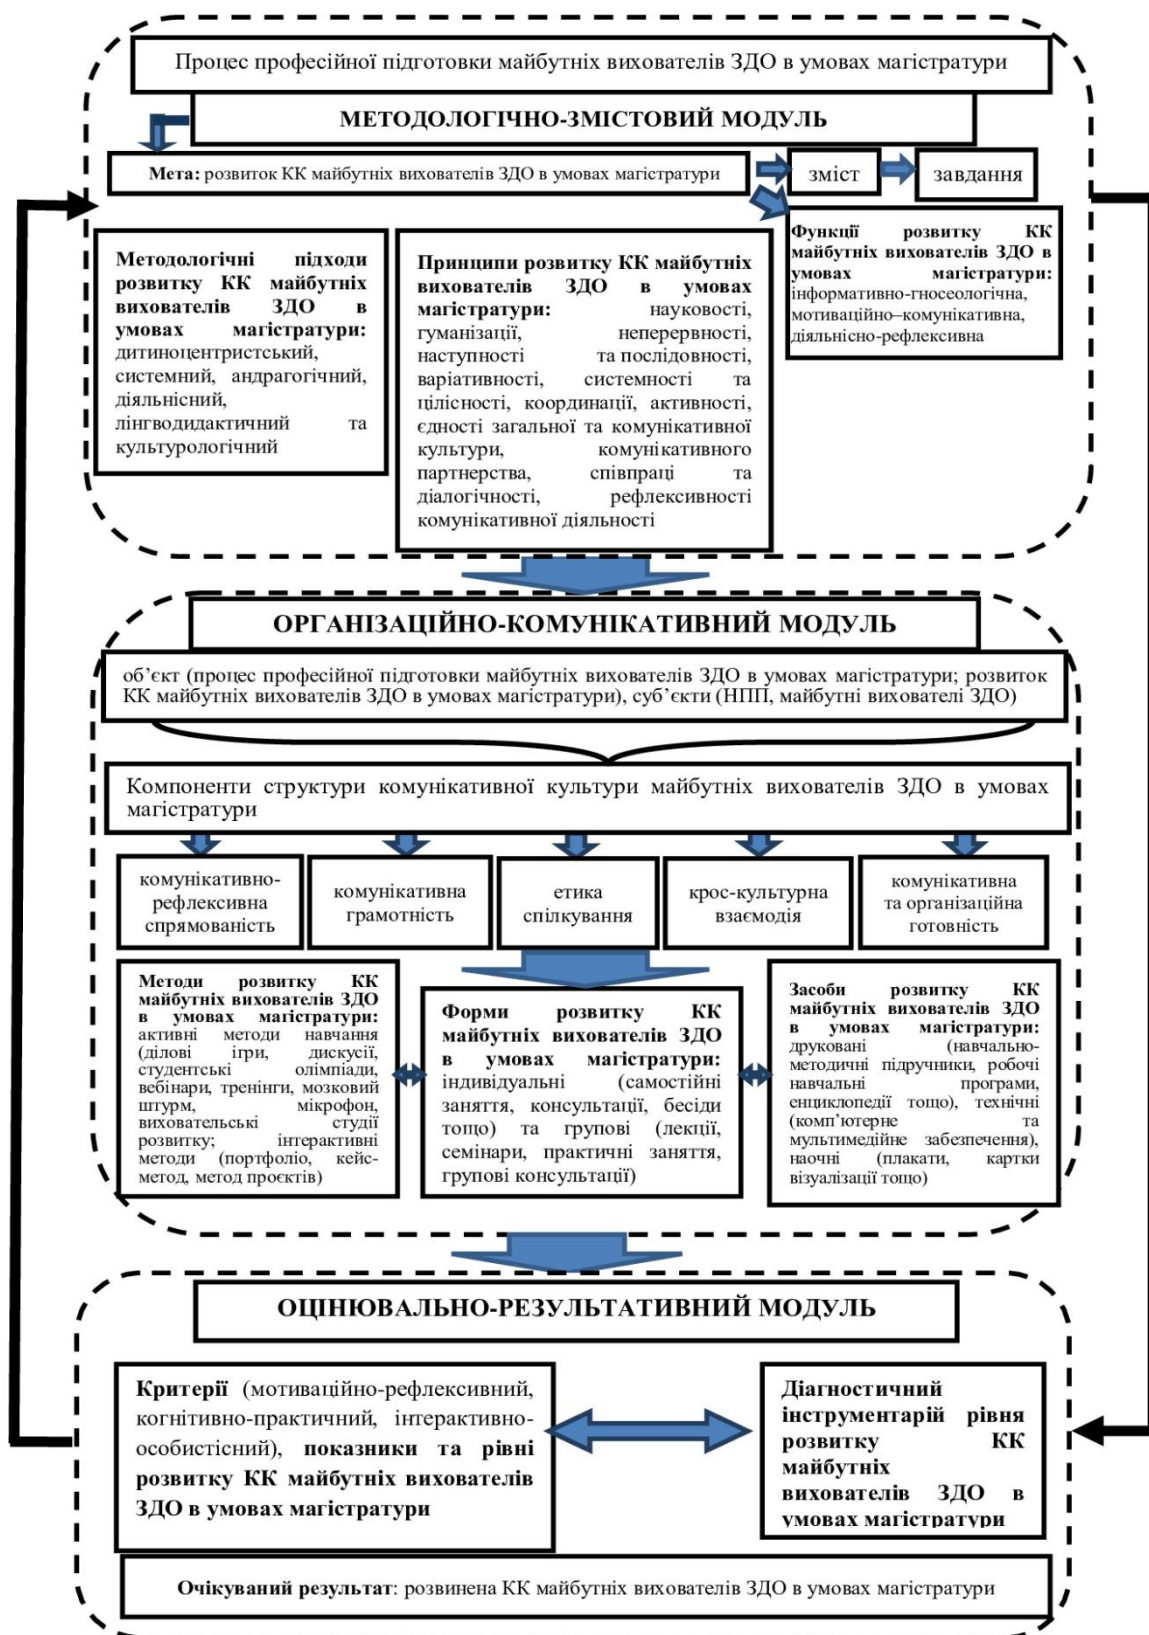 Процес професійної підготовки майбутніх вихователів ЗДО в умовах магістратури
МЕТОДОЛОГІЧНО-ЗМІСТОВИЙ МОДУЛЬ
Мета: розвиток КК майбутніх вихователів ЗДО в умовах магістратури
зміст
завдання
Методологічні підходи
розвитку КК майбутніх
вихователів ЗДО в
умовах магістратури:
дитиноцентристський,
системний, андрагогічний,
діяльнісний,
лінгводидактичний та
культурологічний
Принципи розвитку КК майбутніх
вихователів ЗДО в умовах
магістратури: науковості,
гуманізації, неперервності,
наступності та послідовності,
варіативності, системності та
цілісності, координації, активності,
єдності загальної та комунікативної
культури, комунікативного
партнерства, співпраці та
діалогічності, рефлексивності
комунікативної діяльності
Функції розвитку КК
майбутніх вихователів ЗДО в
умовах магістратури:
інформативно-гносеологічна,
мотиваційно–комунікативна,
діяльнісно-рефлексивна
ОРГАНІЗАЦІЙНО-КОМУНІКАТИВНИЙ МОДУЛЬ
об’єкт (процес професійної підготовки майбутніх вихователів ЗДО в умовах магістратури; розвиток
КК майбутніх вихователів ЗДО в умовах магістратури), суб’єкти (НПП, майбутні вихователі ЗДО)
Компоненти структури комунікативної культури майбутніх вихователів ЗДО в умовах
магістратури
комунікативно-
рефлексивна
спрямованість
комунікативна
грамотність
етика
спілкування
крос-культурна
взаємодія
комунікативна
та організаційна
готовність
Методи розвитку КК
майбутніх вихователів ЗДО
в умовах магістратури:
активні методи навчання
(ділові ігри, дискусії,
студентські олімпіади,
вебінари, тренінги, мозковий
штурм, мікрофон,
виховательські студії
розвитку; інтерактивні
методи (портфоліо, кейс-
метод, метод проєктів)
Форми розвитку КК
майбутніх вихователів ЗДО
в умовах магістратури:
індивідуальні (самостійні
заняття, консультації, бесіди
тощо) та групові (лекції,
семінари, практичні заняття,
групові консультації)
Засоби розвитку КК
майбутніх вихователів ЗДО
в умовах магістратури:
друковані (навчально-
методичні підручники, робочі
навчальні програми,
енциклопедії тощо), технічні
(комп’ютерне та
мультимедійне забезпечення),
наочні (плакати, картки
візуалізації тощо)
ОЦІНЮВАЛЬНО-РЕЗУЛЬТАТИВНИЙ МОДУЛЬ
Критерії (мотиваційно-рефлексивний,
когнітивно-практичний, інтерактивно-
особистісний), показники та рівні
розвитку КК майбутніх вихователів
ЗДО в умовах магістратури
Діагностичний
інструментарій рівня
розвитку КК
майбутніх
вихователів ЗДО в
умовах магістратури
Очікуваний результат: розвинена КК майбутніх вихователів ЗДО в умовах магістратури